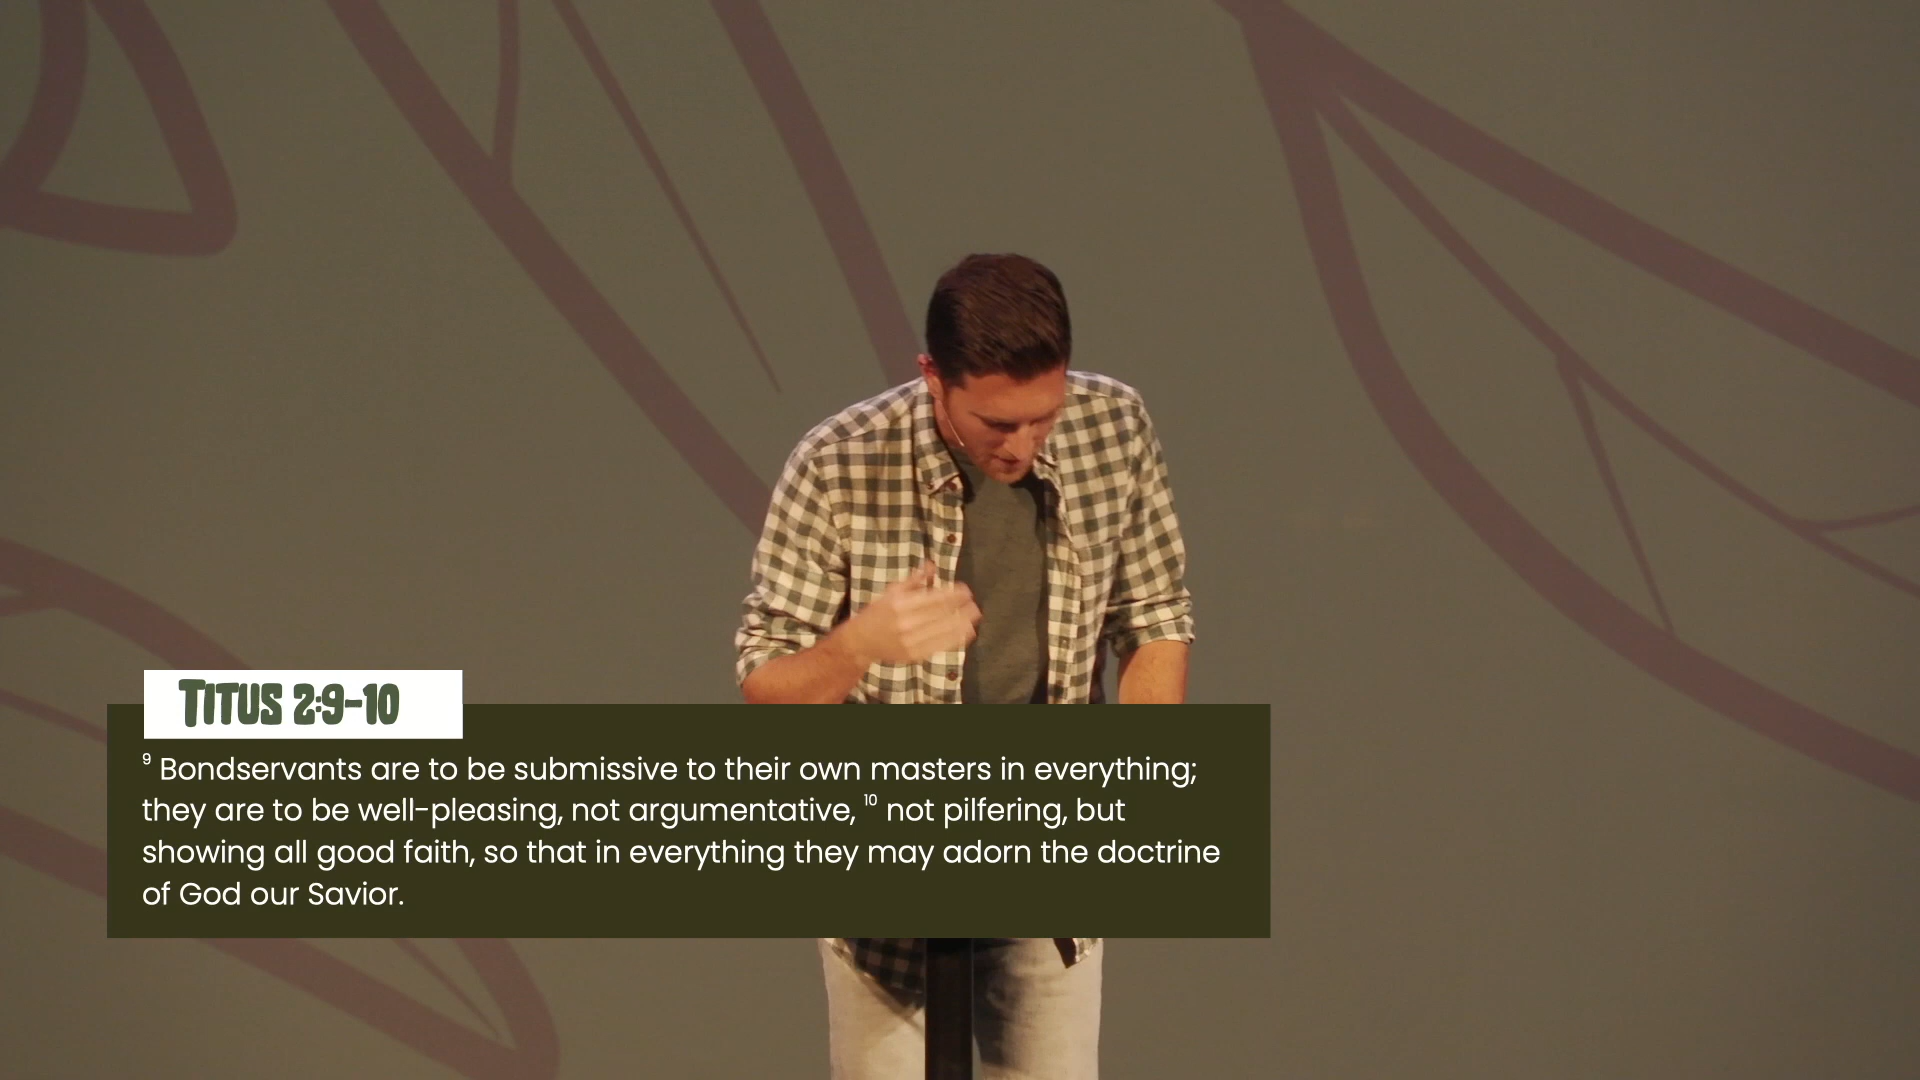 TITUS 2:9-10
9 Bondservants are to be submissive to their own masters in everything;
they are to be well-pleasing, not argumentative, 10 not pilfering, but
showing all good faith, so that in everything they may adorn the doctrine
of God our Savior.